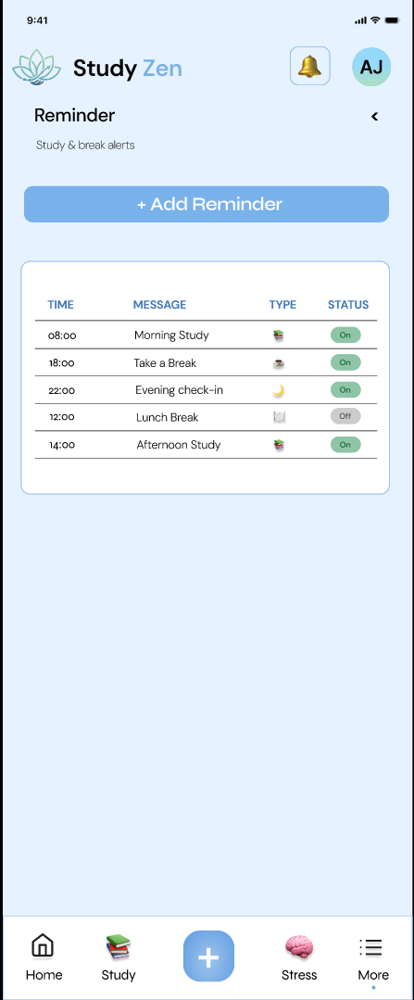 9:41
Study Zen
AJ
Reminder
<
Study & break alerts
+ Add Reminder
TIME MESSAGE TYPE STATUS
08:00 Morning Study On
18:00 Take a Break On
22:00 Evening check-in On
12:00 Lunch Break Off
14:00 Afternoon Study On
+
Home Study Stress More